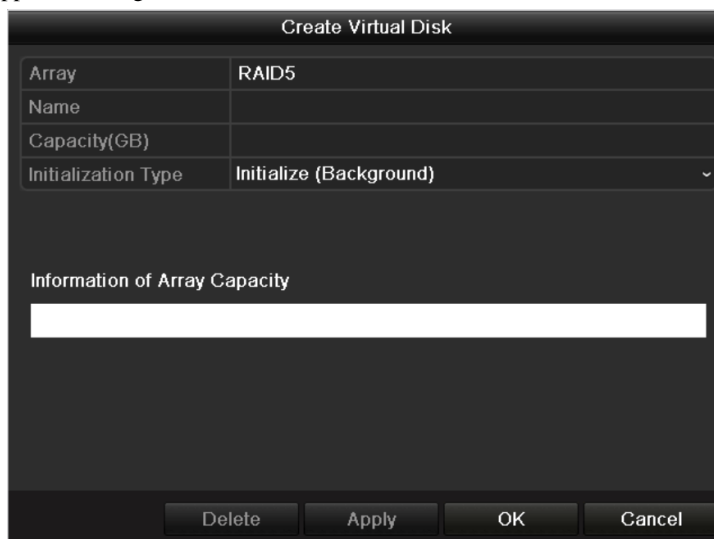 Create Virtual Disk
Array RAID5
Name
Capacity(GB)
Initialization Type Initialize (Background)
Information of Array Capacity
Delete Apply OK Cancel